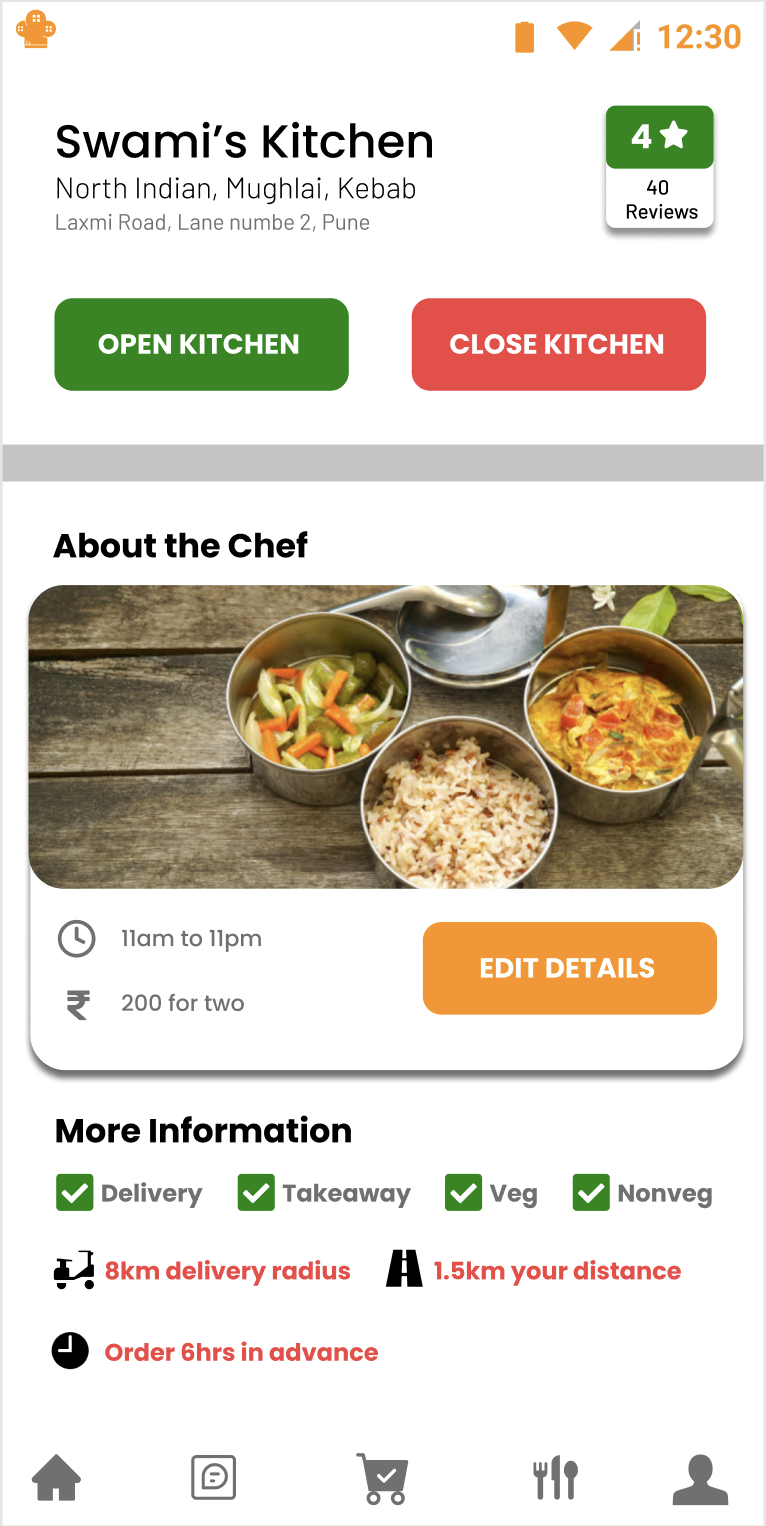 12:30
Swami’s Kitchen
North Indian, Mughlai, Kebab
Laxmi Road, Lane numbe 2, Pune
4
40
Reviews
OPEN KITCHEN
CLOSE KITCHEN
About the Chef
11am to 11pm
₹ 200 for two
EDIT DETAILS
More Information
Delivery Takeaway Veg Nonveg
8km delivery radius 1.5km your distance
Order 6hrs in advance